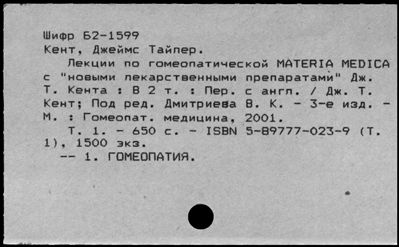 Шифр Б2-1599
Кент, Джеймс Тайлер.
Лекции по гомеопатической MATERIA MEDICA
с "новыми лекарственными препаратами" Дж.
Т. Кента : В 2 т. : Пер. с англ. / Дж. Т.
Кент; Под ред. Дмитриева В. К. - 3-е изд. -
М. : Гомеопат. медицина, 2001.
Т. 1. - 650 с. - ISBN 5-89777-023-9 (Т.
1), 1500 экз.
-- 1. ГОМЕОПАТИЯ.